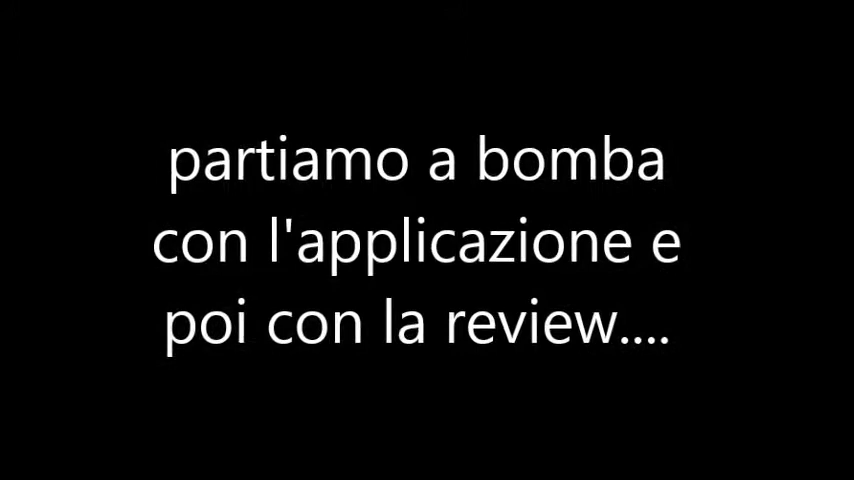 partiamo a bomba
con l'applicazione e
poi con la review....